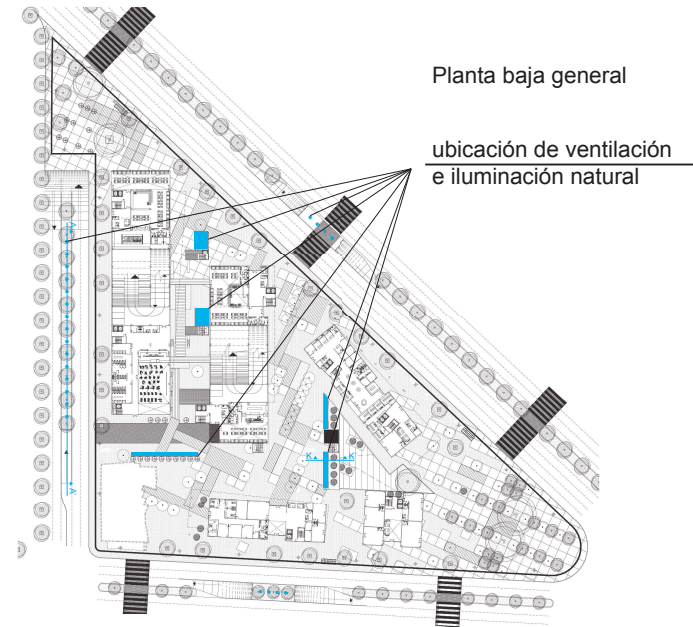 Planta baja general
ubicación de ventilación
e iluminación natural
A
K K
A'